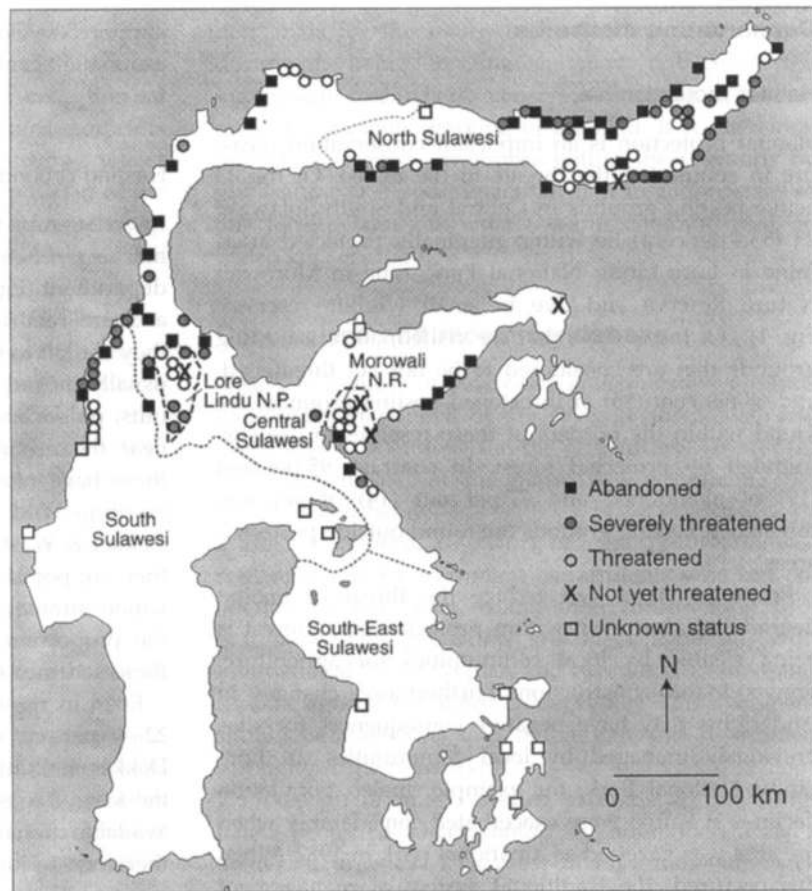 North Sulawesi
Morowali
N.R.
Lore
Lindu N.P.
Central
Sulawesi
South
Sulawesi
South-East
Sulawesi
Abandoned
Severely threatened
Threatened
X Not yet threatened
Unknown status
N
0 100 km